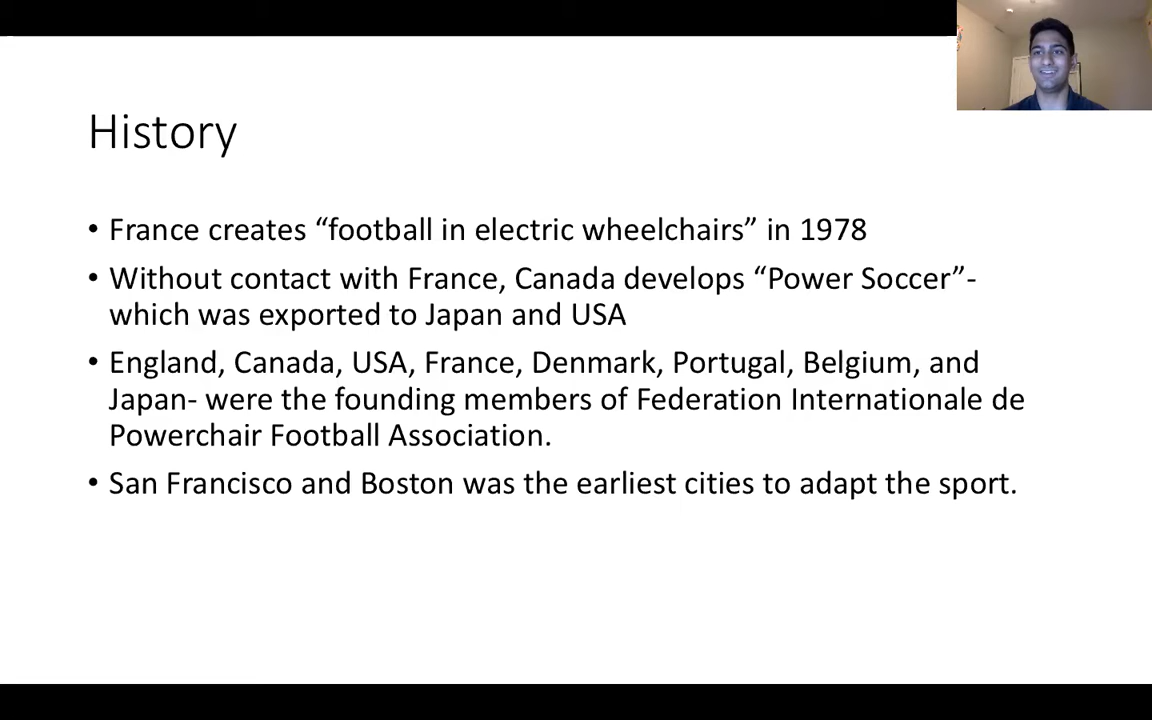 History
• France creates “football in electric wheelchairs” in 1978
• Without contact with France, Canada develops “Power Soccer”-
which was exported to Japan and USA
• England, Canada, USA, France, Denmark, Portugal, Belgium, and
Japan- were the founding members of Federation Internationale de
Powerchair Football Association.
• San Francisco and Boston was the earliest cities to adapt the sport.